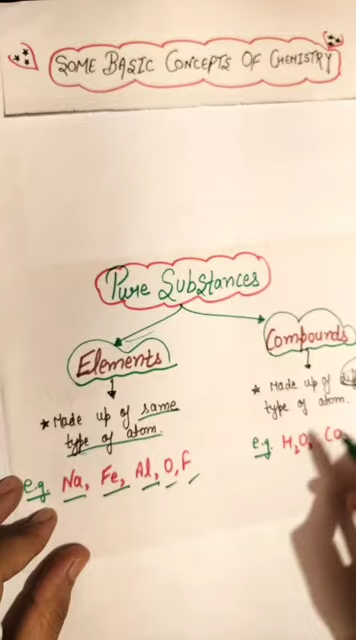 SOME BASIC CONCEPTS OF CHEMISTRY
Pure Substances
Elements
* Made up of same
type of atom.
e.g. Na, Fe, Al, O, F
Compounds
* Made up of
type of atom.
e.g. H₂O,